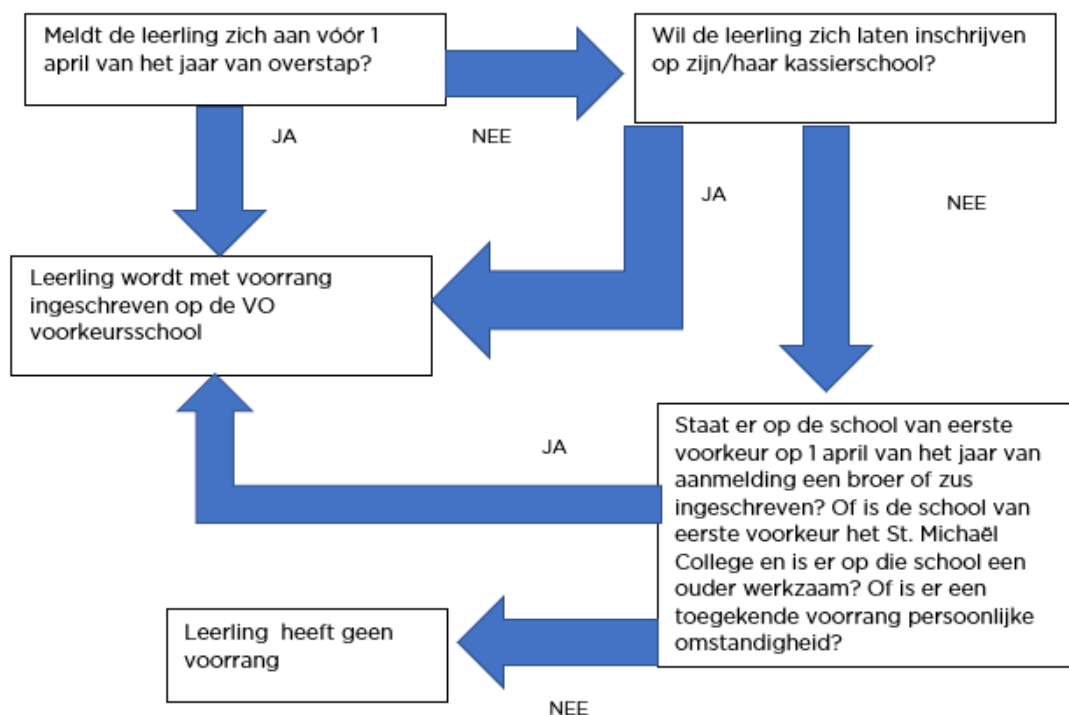 Meldt de leerling zich aan vóór 1
april van het jaar van overstap?
Wil de leerling zich laten inschrijven
op zijn/haar kassierschool?
JA
NEE
JA
NEE
Leerling wordt met voorrang
ingeschreven op de VO
voorkeursschool
JA
Staat er op de school van eerste
voorkeur op 1 april van het jaar van
aanmelding een broer of zus
ingeschreven? Of is de school van
eerste voorkeur het St. Michaël
College en is er op die school een
ouder werkzaam? Of is er een
toegekende voorrang persoonlijke
omstandigheid?
Leerling heeft geen
voorrang
NEE